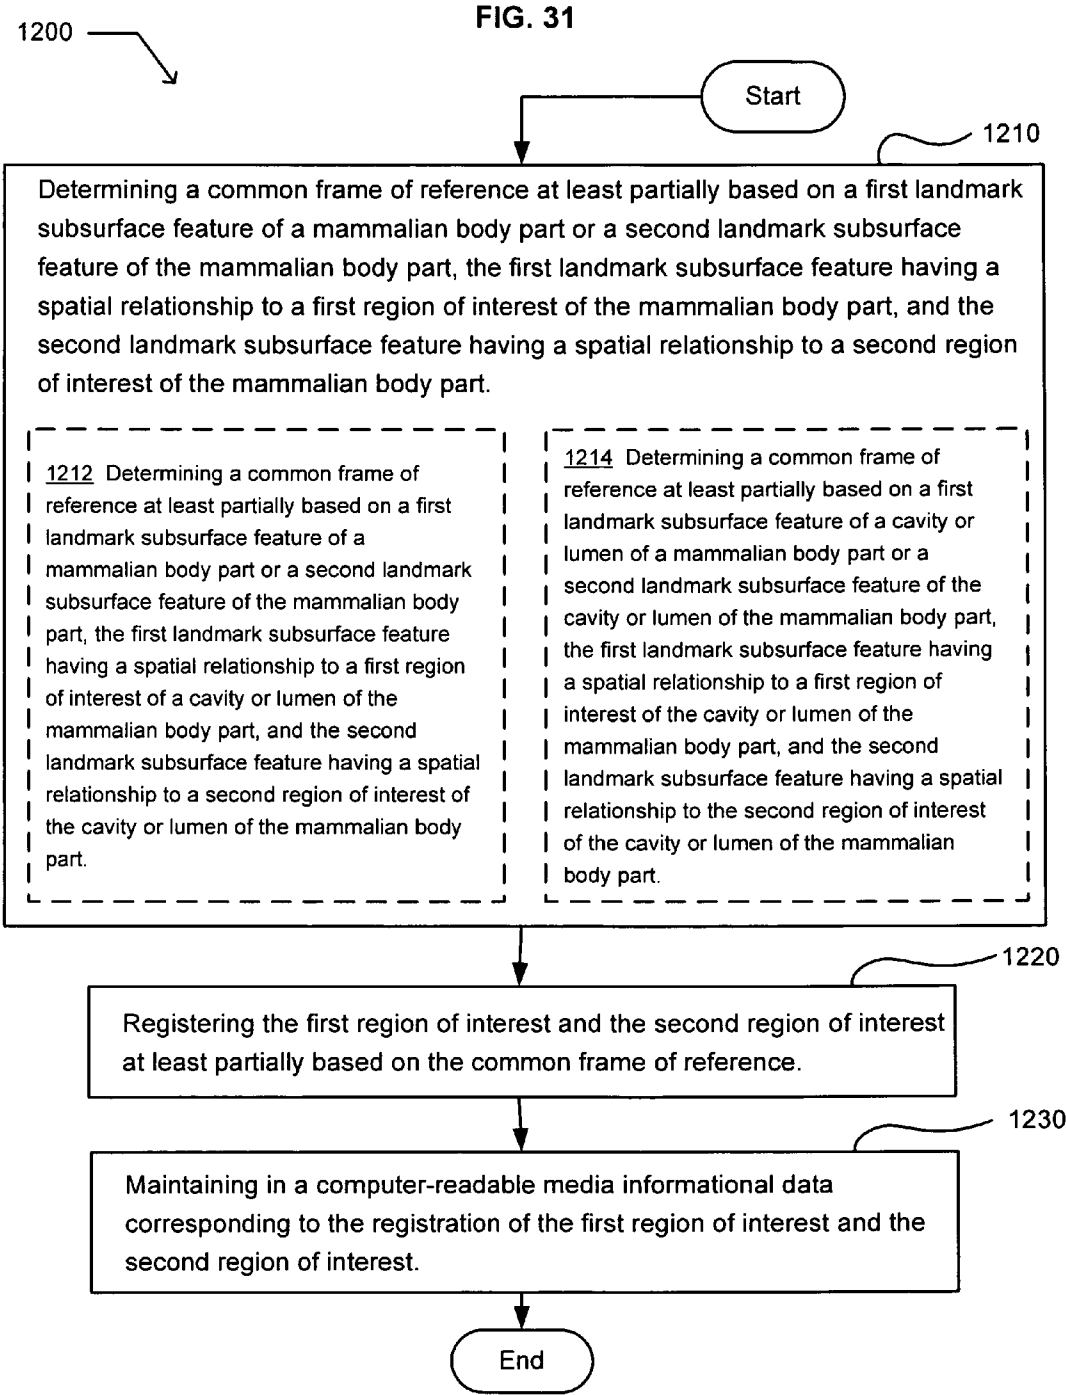 FIG. 31
1200
Start
1210
Determining a common frame of reference at least partially based on a first landmark
subsurface feature of a mammalian body part or a second landmark subsurface
feature of the mammalian body part, the first landmark subsurface feature having a
spatial relationship to a first region of interest of the mammalian body part, and the
second landmark subsurface feature having a spatial relationship to a second region
of interest of the mammalian body part.
1212 Determining a common frame of
reference at least partially based on a first
landmark subsurface feature of a
mammalian body part or a second landmark
subsurface feature of the mammalian body
part, the first landmark subsurface feature
having a spatial relationship to a first region
of interest of a cavity or lumen of the
mammalian body part, and the second
landmark subsurface feature having a spatial
relationship to a second region of interest of
the cavity or lumen of the mammalian body
part.
1214 Determining a common frame of
reference at least partially based on a first
landmark subsurface feature of a cavity or
lumen of a mammalian body part or a
second landmark subsurface feature of the
cavity or lumen of the mammalian body part,
the first landmark subsurface feature having
a spatial relationship to a first region of
interest of the cavity or lumen of the
mammalian body part, and the second
landmark subsurface feature having a spatial
relationship to the second region of interest
of the cavity or lumen of the mammalian
body part.
1220
Registering the first region of interest and the second region of interest
at least partially based on the common frame of reference.
1230
Maintaining in a computer-readable media informational data
corresponding to the registration of the first region of interest and the
second region of interest.
End